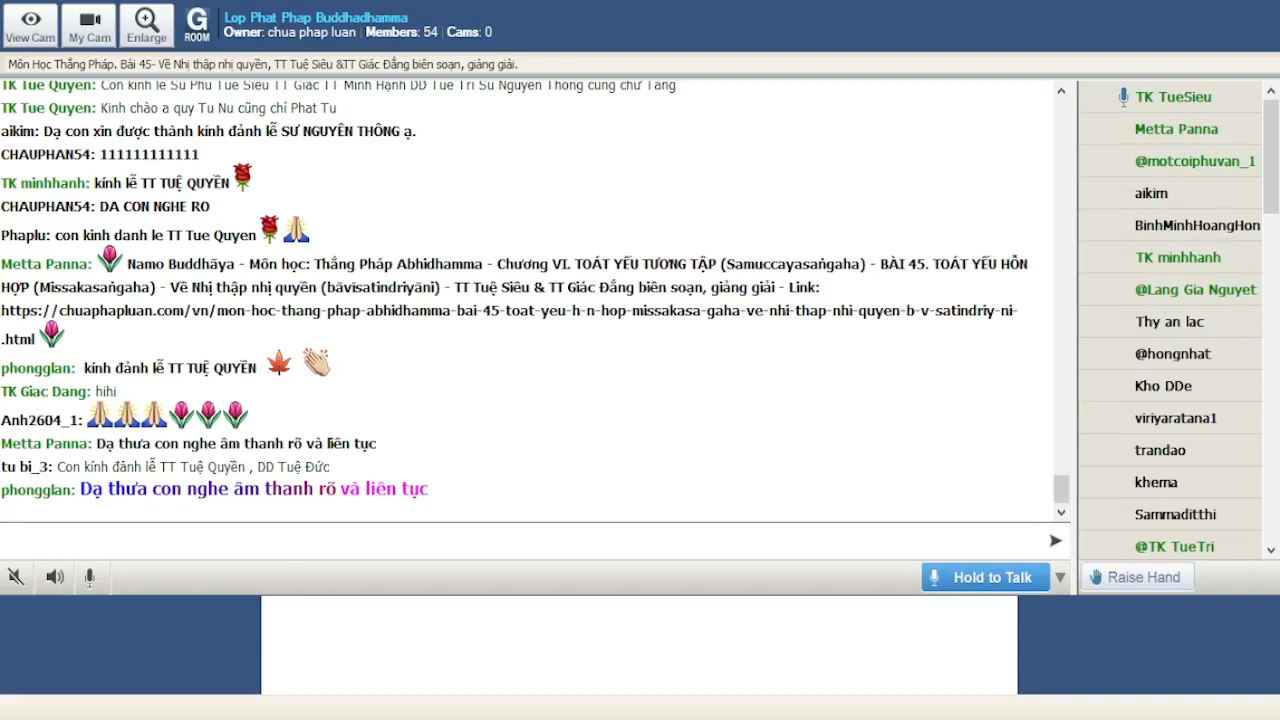 View Cam
My Cam
Enlarge
G
ROOM
Lop Phat Phap Buddhadhamma
Owner: chua phap luan | Members: 54 | Cams: 0
Môn Học Thắng Pháp. Bài 45- Về Nhị thập nhị quyền, TT Tuệ Siêu &TT Giác Đẳng biên soạn, giảng giải.
TK Tue Quyen: Con kinh le Su Phu Tue Sieu TT Giac TT Minh Hạnh DD Tue Tri Su Nguyen Thong cung chư Tang
TK Tue Quyen: Kinh chào a quy Tu Nu cũng chỉ Phat Tu
aikim: Dạ con xin được thành kính đảnh lễ SƯ NGUYÊN THÔNG ạ.
CHAUPHAN54: 111111111111
TK minhhanh: kính lễ TT TUỆ QUYỀN
CHAUPHAN54: DA CON NGHE RO
Phaplu: con kinh danh le TT Tue Quyen
Metta Panna: Namo Buddhāya - Môn học: Thắng Pháp Abhidhamma - Chương VI. TOÁT YẾU TƯƠNG TẬP (Samuccayasaṅgaha) - BÀI 45. TOÁT YẾU HỖN
HỢP (Missakasaṅgaha) - Về Nhị thập nhị quyền (bāvīsatindriyāni) - TT Tuệ Siêu & TT Giác Đẳng biên soạn, giảng giải - Link:
https://chuaphapluan.com/vn/mon-hoc-thang-phap-abhidhamma-bai-45-toat-yeu-h-n-hop-missakasa-gaha-ve-nhi-thap-nhi-quyen-b-v-satindriy-ni-
.html
phongglan: kính đảnh lễ TT TUỆ QUYỀN
TK Giac Dang: hihi
Anh2604_1:
Metta Panna: Dạ thưa con nghe âm thanh rõ và liên tục
tu bi_3: Con kính đảnh lễ TT Tuệ Quyền , DD Tuệ Đức
phongglan: Dạ thưa con nghe âm thanh rõ và liên tục
Hold to Talk
TK TueSieu
Metta Panna
@motcoiphuvan_1
aikim
BinhMinhHoangHon
TK minhhanh
@Lang Gia Nguyet
Thy an lac
@hongnhat
Kho DDe
viriyaratana1
trandao
khema
Sammaditthi
@TK TueTri
Raise Hand